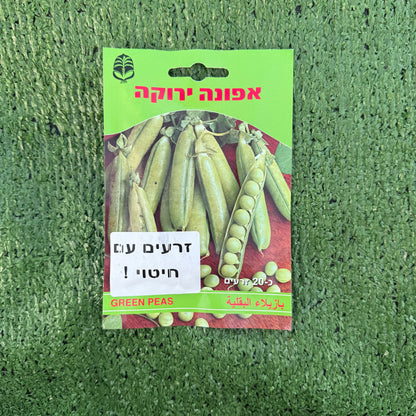 אפונה ירוקה
זרעים עם
חיטוי !
כ-20 זרעים
GREEN PEAS
بازيلاء البقلية